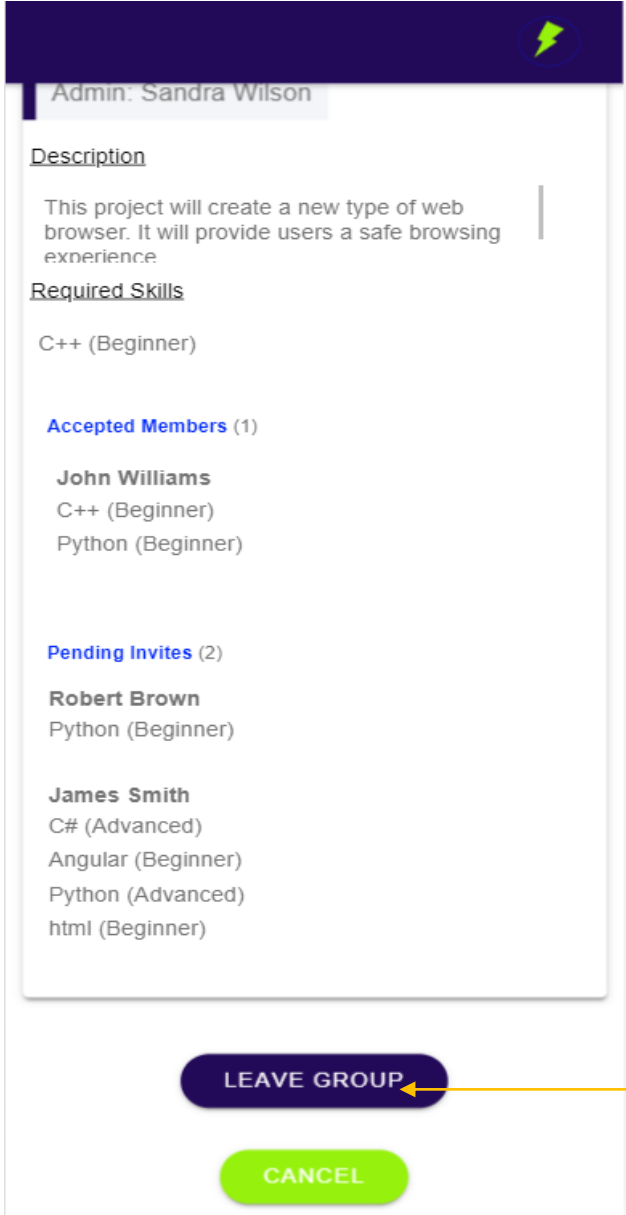 Admin: Sandra Wilson
Description
This project will create a new type of web
browser. It will provide users a safe browsing
experience
Required Skills
C++ (Beginner)
Accepted Members (1)
John Williams
C++ (Beginner)
Python (Beginner)
Pending Invites (2)
Robert Brown
Python (Beginner)
James Smith
C# (Advanced)
Angular (Beginner)
Python (Advanced)
html (Beginner)
LEAVE GROUP
CANCEL